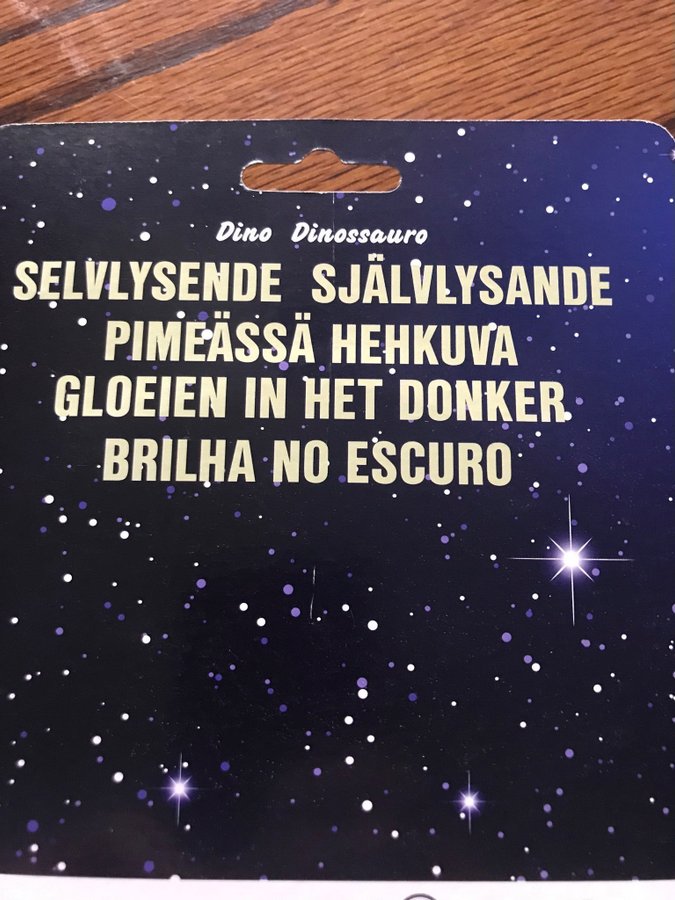 Dino Dinossauro
SELVLYSENDE SJÄLVLYSANDE
PIMEÄSSÄ HEHKUVA
GLOEIEN IN HET DONKER
BRILHA NO ESCURO